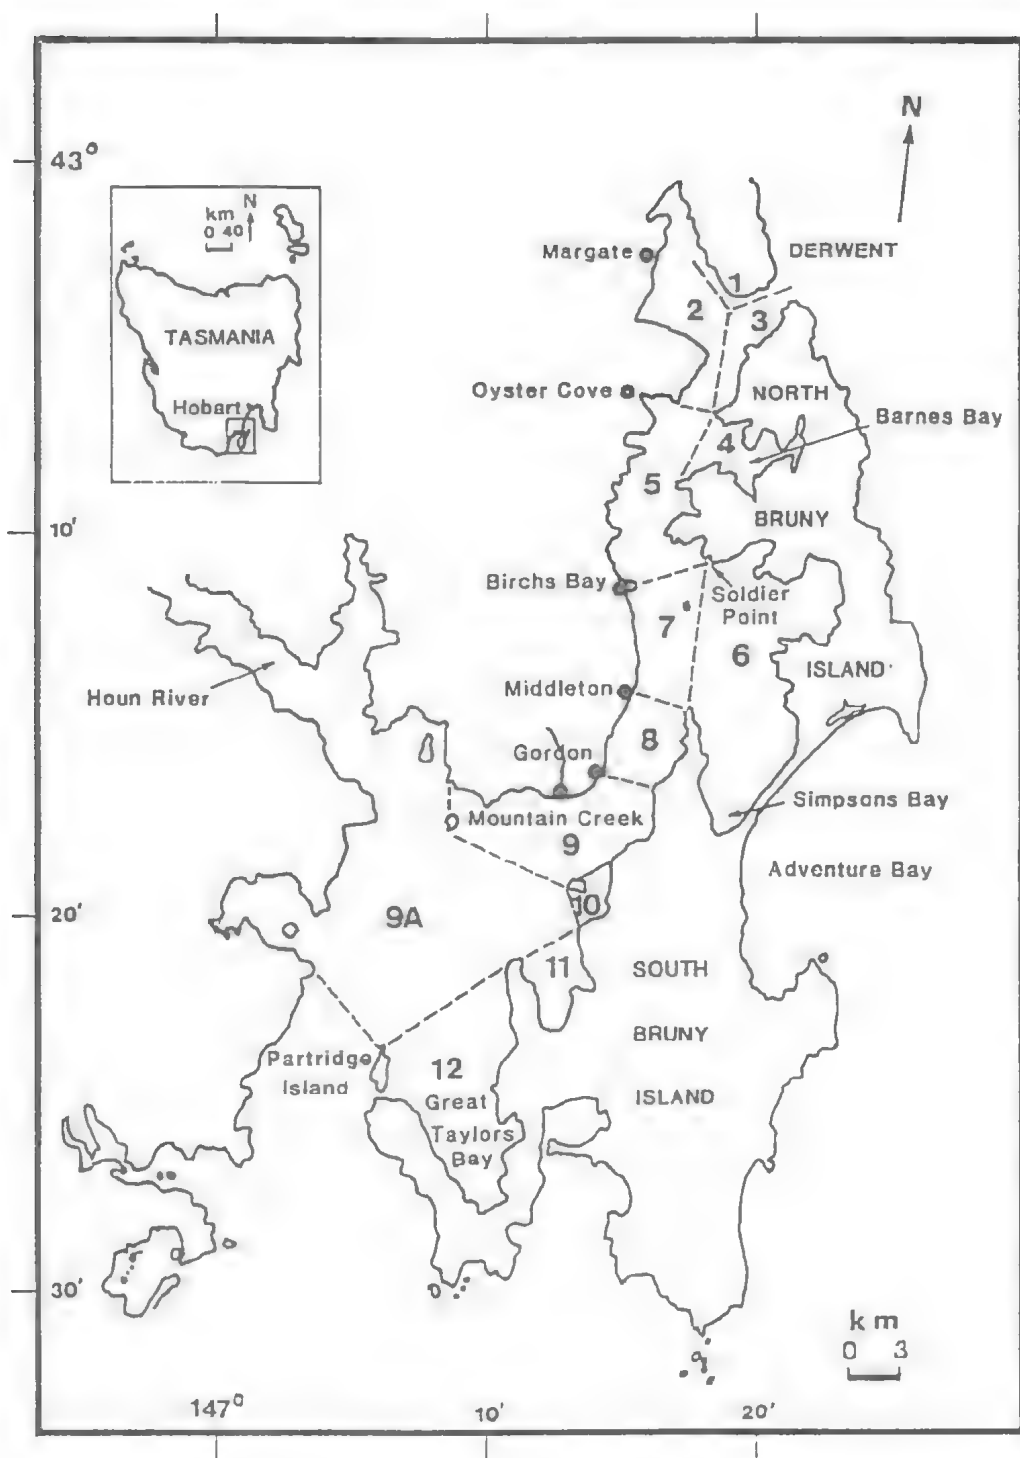 N
43°
km
N
0 40
TASMANIA
Hobart
Margate
DERWENT
1
2
3
Oyster Cove
NORTH
Barnes Bay
4
5
BRUNY
10'
Birchs Bay
Soldier
Point
7
6
ISLAND
Houn River
Middleton
8
Gordon
Simpsons Bay
Mountain Creek
9
Adventure Bay
10
20'
9A
11
SOUTH
BRUNY
ISLAND
Partridge
Island
12
Great
Taylors
Bay
30'
km
0 3
147°
10'
20'